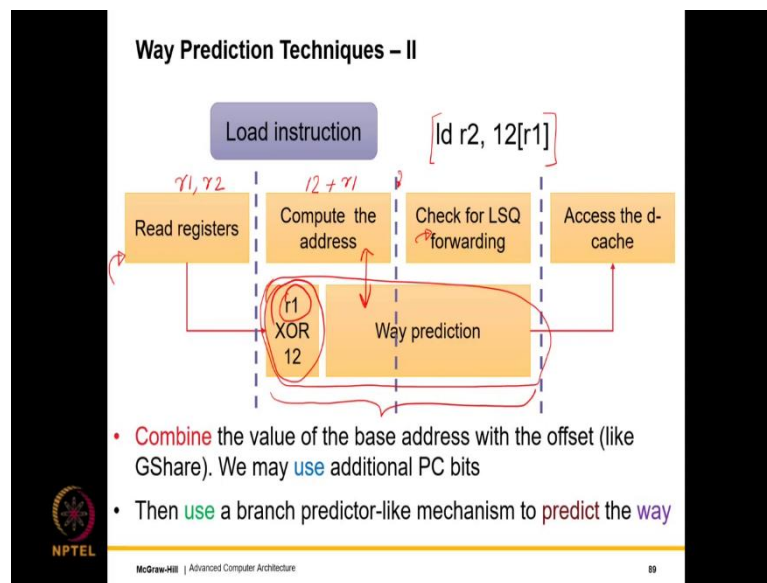 Way Prediction Techniques – II
Load instruction
ld r2, 12[r1]
r1, r2
12 + r1
Read registers
Compute the
address
Check for LSQ
forwarding
Access the d-
cache
r1
XOR
12
Way prediction
• Combine the value of the base address with the offset (like
GShare). We may use additional PC bits
• Then use a branch predictor-like mechanism to predict the way
NPTEL
McGraw-Hill | Advanced Computer Architecture
89